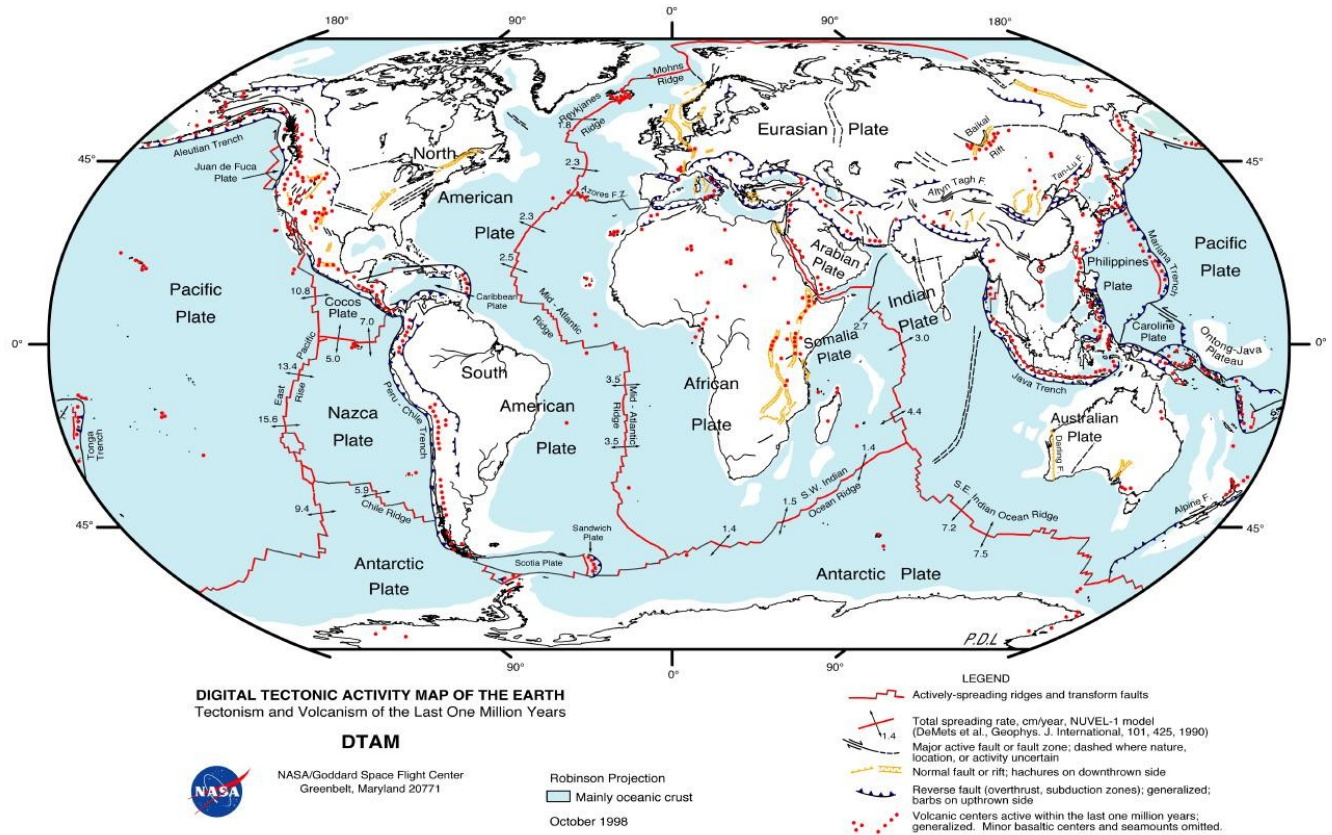 180°
90°
0°
90°
180°
Mohns
Ridge
Reykjanes
Ridge
1.8
Eurasian Plate
Baikal
Rift
Aleutian Trench
45°
45°
Juan de Fuca
Plate
North
American
Plate
2.3
Azores F.Z.
Altyn Tagh F.
Tan-Lu F.
2.3
2.5
Arabian
Plate
Mariana Trench
Pacific
Plate
Philippines
Plate
Pacific
Plate
10.8
Cocos
Plate
7.0
5.0
Caribbean
Plate
Mid - Atlantic
Ridge
Indian
Plate
2.7
3.0
Somalia
Plate
Caroline
Plate
Ontong-Java
Plateau
0°
0°
East
Pacific
Rise
13.4
15.6
South
American
Plate
3.5
3.5
Mid - Atlantic
Ridge
African
Plate
Java Trench
Nazca
Plate
Peru - Chile Trench
Tonga
Trench
4.4
Australian
Plate
Darling F.
1.4
5.9
Chile Ridge
9.4
S.W. Indian
Ocean Ridge
1.5
1.4
S.E. Indian Ocean Ridge
7.2
7.5
Alpine F.
45°
45°
Sandwich
Plate
Scotia Plate
Antarctic
Plate
Antarctic Plate
P.D.L
90°
0°
90°
180°
180°
DIGITAL TECTONIC ACTIVITY MAP OF THE EARTH
Tectonism and Volcanism of the Last One Million Years
DTAM
NASA
NASA/Goddard Space Flight Center
Greenbelt, Maryland 20771
Robinson Projection
Mainly oceanic crust
October 1998
LEGEND
Actively-spreading ridges and transform faults
Total spreading rate, cm/year, NUVEL-1 model
(DeMets et al., Geophys. J. International, 101, 425, 1990)
1.4
Major active fault or fault zone; dashed where nature,
location, or activity uncertain
Normal fault or rift; hachures on downthrown side
Reverse fault (overthrust, subduction zones); generalized;
barbs on upthrown side
Volcanic centers active within the last one million years;
generalized. Minor basaltic centers and seamounts omitted.